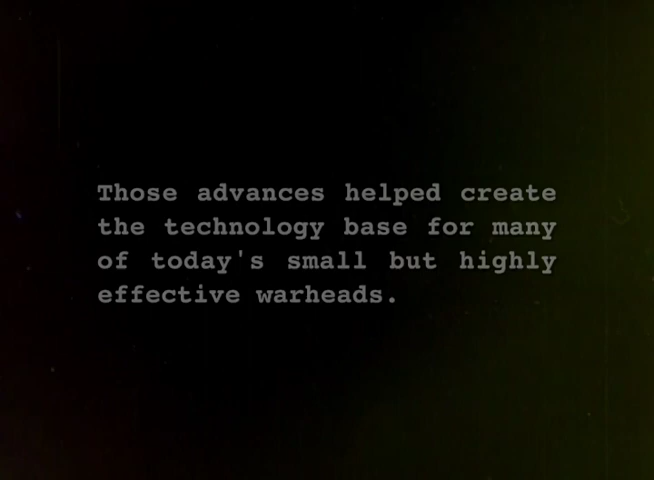 Those advances helped create
the technology base for many
of today's small but highly
effective warheads.